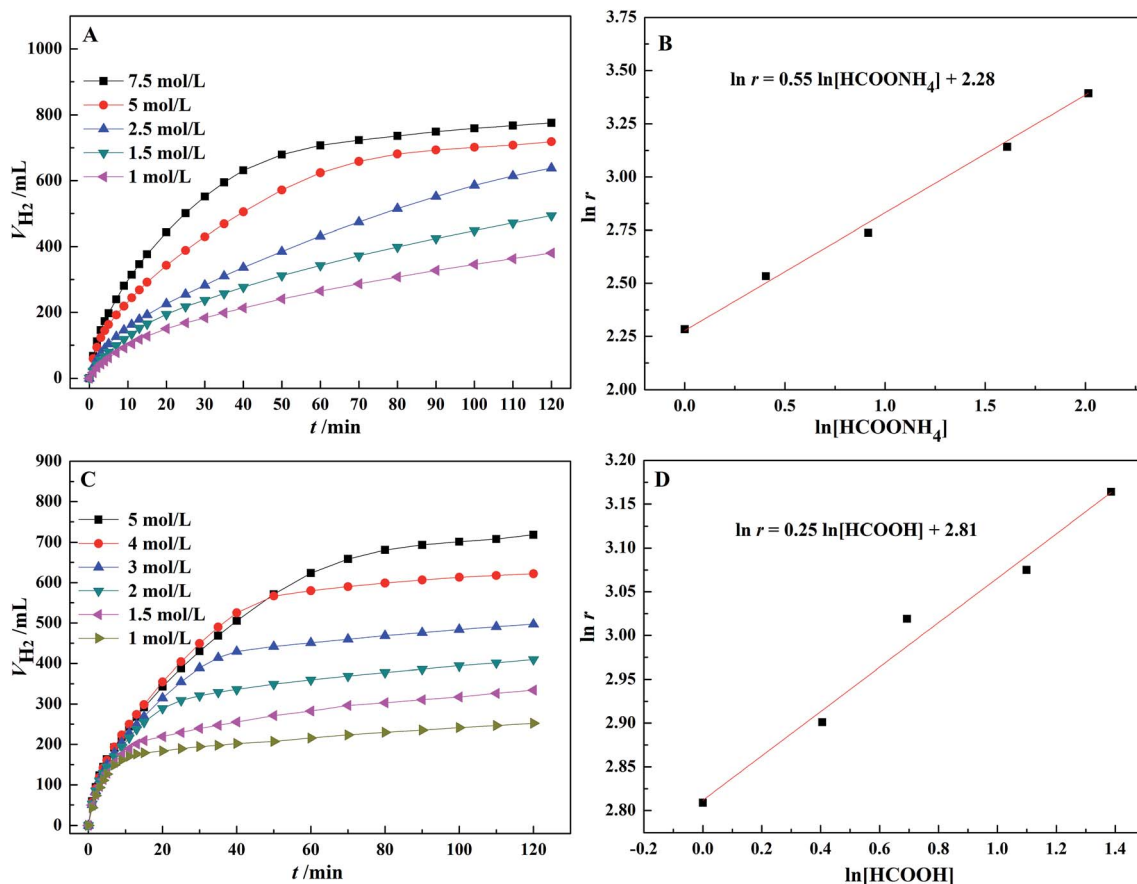 A
7.5 mol/L
5 mol/L
2.5 mol/L
1.5 mol/L
1 mol/L
1000
800
600
400
200
0
V_H2 /mL
0 10 20 30 40 50 60 70 80 90 100 110 120
t /min
B
ln r = 0.55 ln[HCOONH4] + 2.28
3.75
3.50
3.25
3.00
2.75
2.50
2.25
2.00
ln r
0.0 0.5 1.0 1.5 2.0
ln[HCOONH4]
C
5 mol/L
4 mol/L
3 mol/L
2 mol/L
1.5 mol/L
1 mol/L
900
800
700
600
500
400
300
200
100
0
V_H2 /mL
0 20 40 60 80 100 120
t /min
D
ln r = 0.25 ln[HCOOH] + 2.81
3.20
3.15
3.10
3.05
3.00
2.95
2.90
2.85
2.80
ln r
-0.2 0.0 0.2 0.4 0.6 0.8 1.0 1.2 1.4
ln[HCOOH]